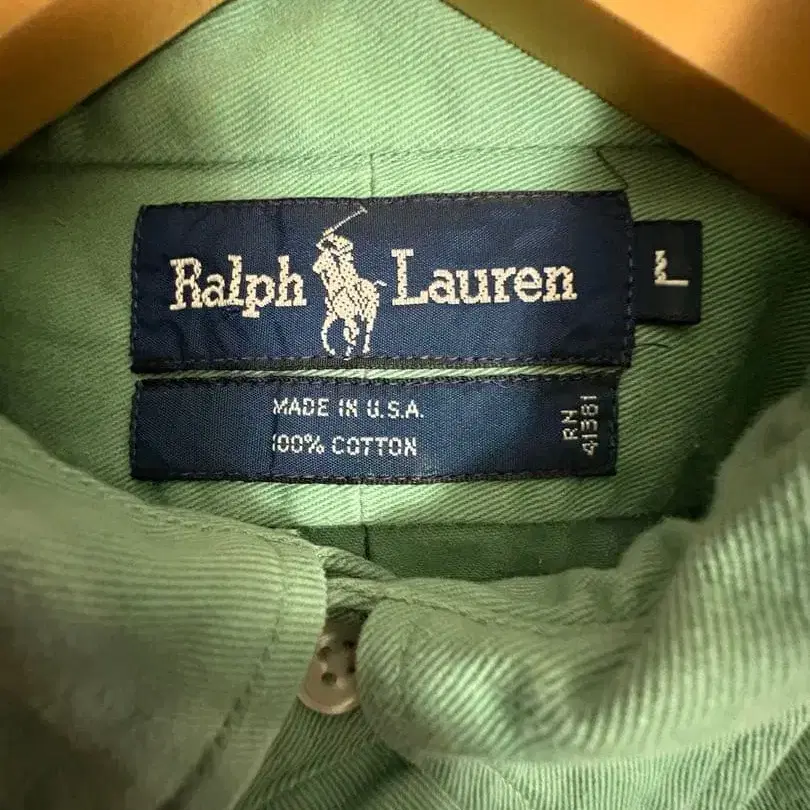 Ralph Lauren
L
MADE IN U.S.A.
100% COTTON
RN 41381